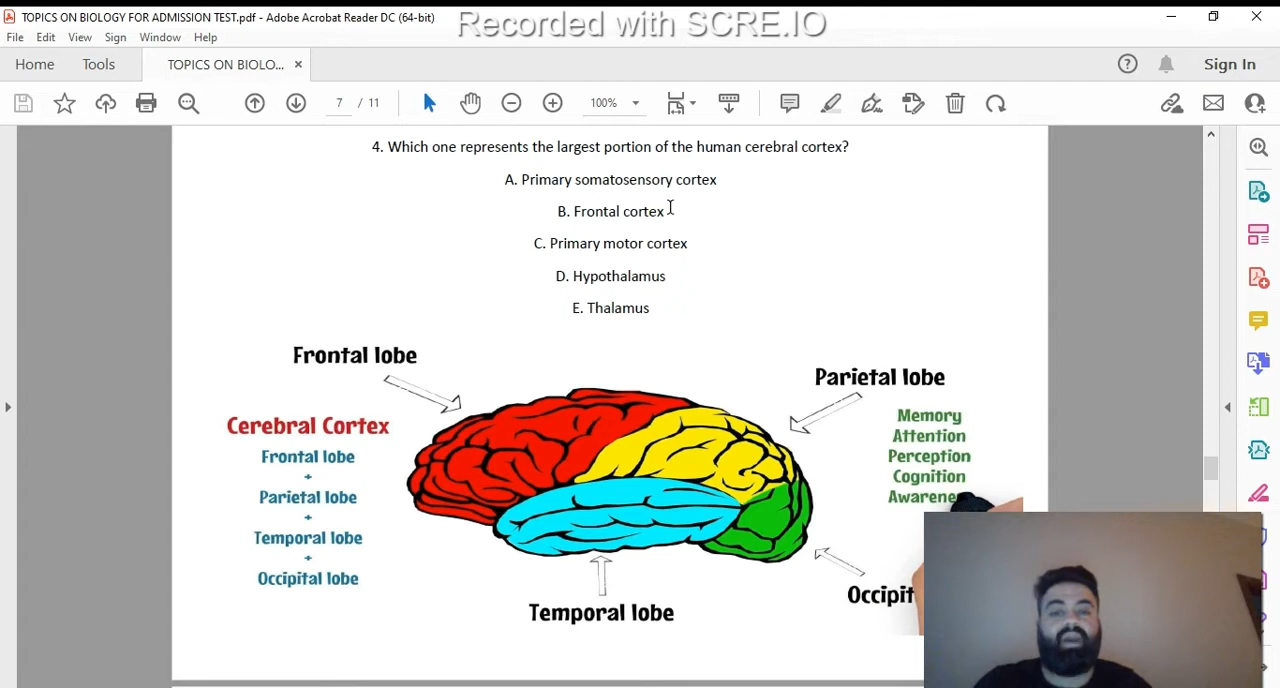 TOPICS ON BIOLOGY FOR ADMISSION TEST.pdf - Adobe Acrobat Reader DC (64-bit)
Recorded with SCRE.IO
File Edit View Sign Window Help
Home Tools TOPICS ON BIOLO... × Sign In
7 / 11 100%
4. Which one represents the largest portion of the human cerebral cortex?
A. Primary somatosensory cortex
B. Frontal cortex
C. Primary motor cortex
D. Hypothalamus
E. Thalamus
Frontal lobe
Parietal lobe
Cerebral Cortex
Frontal lobe
+
Parietal lobe
+
Temporal lobe
+
Occipital lobe
Memory
Attention
Perception
Cognition
Temporal lobe